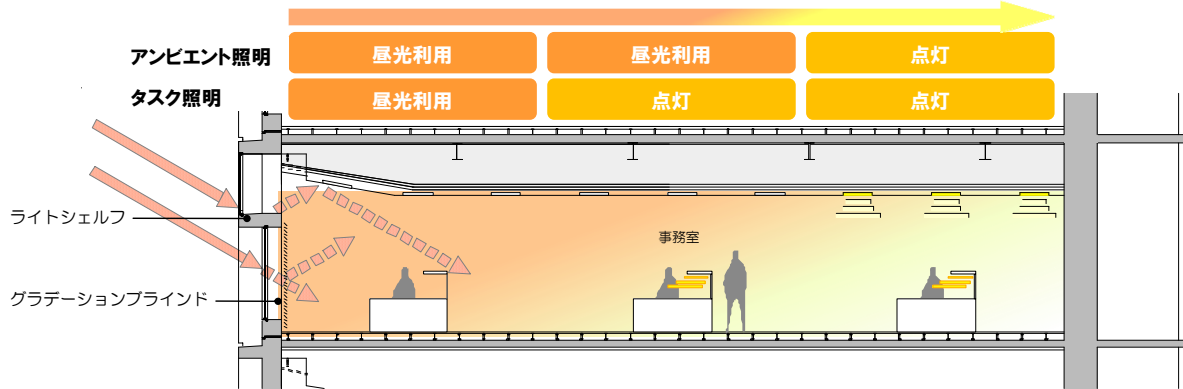 アンビエント照明 昼光利用 昼光利用 点灯
タスク照明 昼光利用 点灯 点灯
ライトシェルフ
事務室
グラデーションブラインド